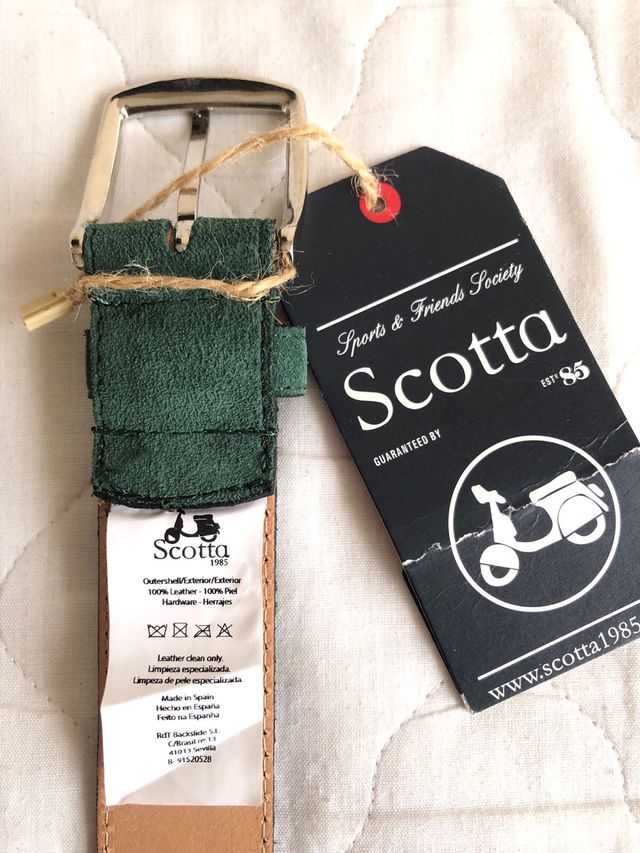 Sports & Friends Society
Scotta
EST^D 85
GUARANTEED BY
www.scotta1985
Scotta
1985
Outershell/Exterior/Exterior
100% Leather - 100% Piel
Hardware - Herrajes
Leather clean only.
Limpieza especializada.
Limpeza de pele especializada.
Made in Spain
Hecho en España
Feito na Espanha
RdT Backslide S.L.
C/Brasil nº 13
41013 Sevilla
B- 91520528